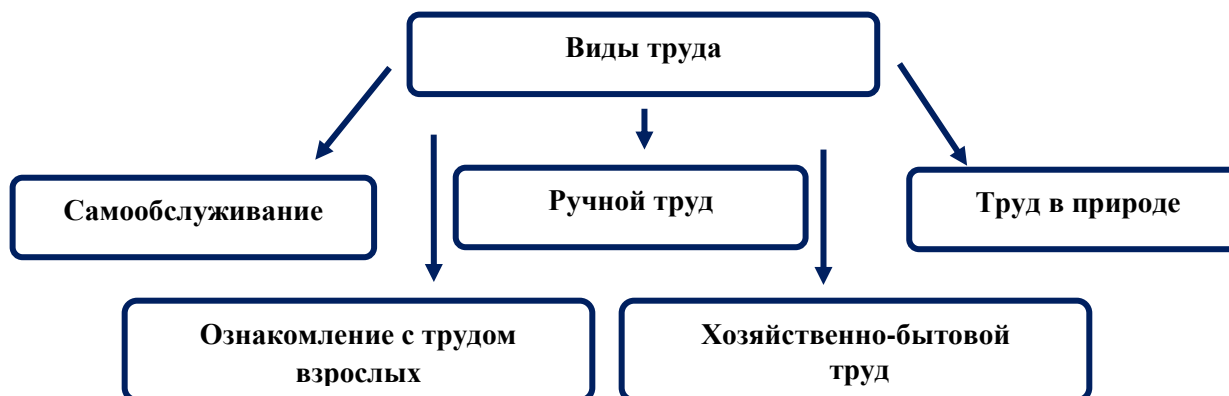 Виды труда
Самообслуживание
Ручной труд
Труд в природе
Ознакомление с трудом
взрослых
Хозяйственно-бытовой
труд